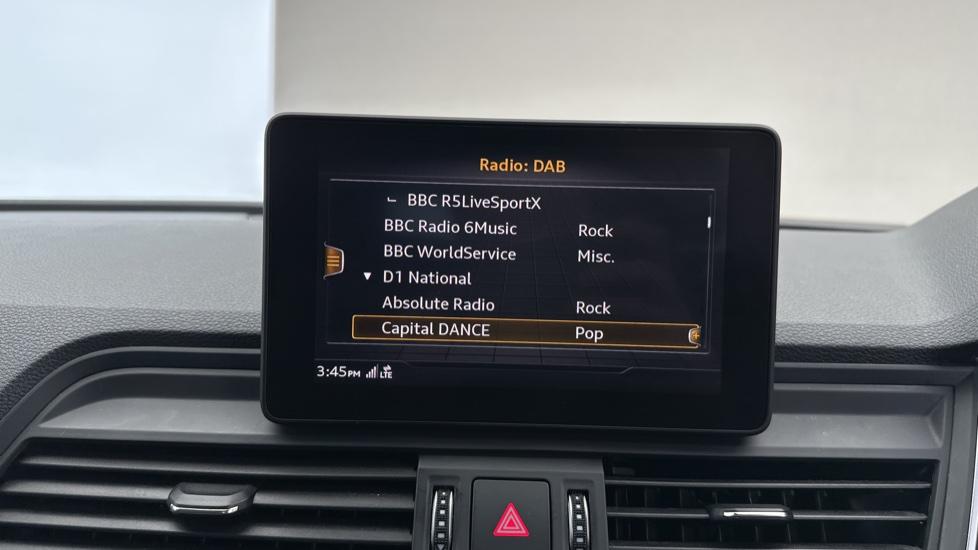 Radio: DAB
BBC R5LiveSportX
BBC Radio 6Music Rock
BBC WorldService Misc.
D1 National
Absolute Radio Rock
Capital DANCE Pop
3:45PM LTE